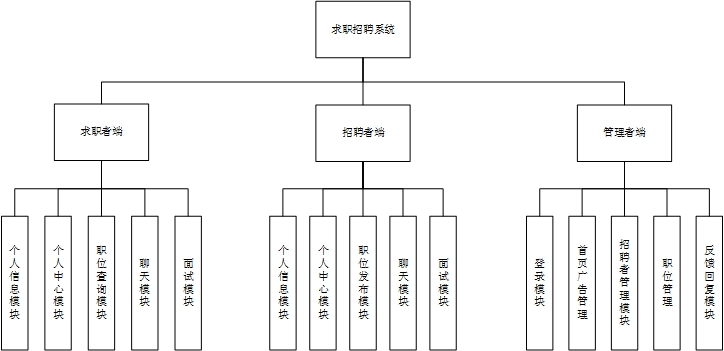 求职招聘系统
求职者端
招聘者端
管理者端
个人信息模块
个人中心模块
职位查询模块
聊天模块
面试模块
个人信息模块
个人中心模块
职位发布模块
聊天模块
面试模块
登录模块
首页广告管理
招聘者管理模块
职位管理
反馈回复模块